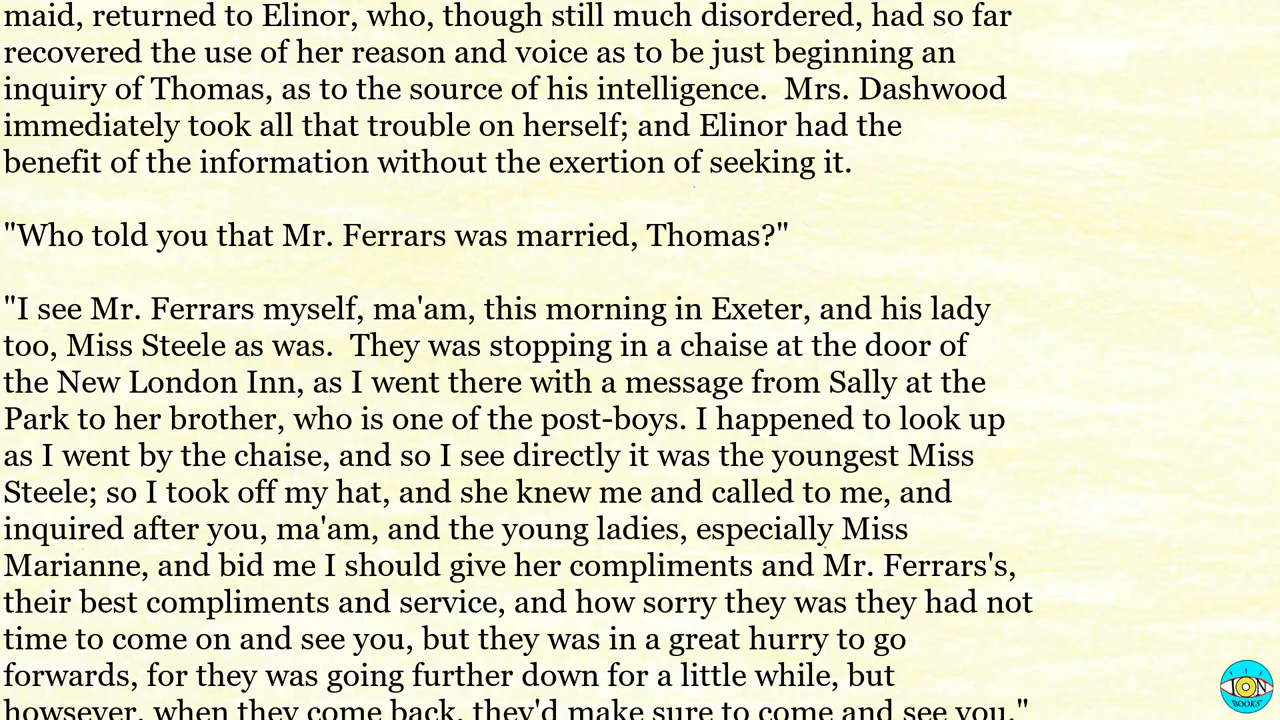 maid, returned to Elinor, who, though still much disordered, had so far
recovered the use of her reason and voice as to be just beginning an
inquiry of Thomas, as to the source of his intelligence.  Mrs. Dashwood
immediately took all that trouble on herself; and Elinor had the
benefit of the information without the exertion of seeking it.
"Who told you that Mr. Ferrars was married, Thomas?"
"I see Mr. Ferrars myself, ma'am, this morning in Exeter, and his lady
too, Miss Steele as was.  They was stopping in a chaise at the door of
the New London Inn, as I went there with a message from Sally at the
Park to her brother, who is one of the post-boys. I happened to look up
as I went by the chaise, and so I see directly it was the youngest Miss
Steele; so I took off my hat, and she knew me and called to me, and
inquired after you, ma'am, and the young ladies, especially Miss
Marianne, and bid me I should give her compliments and Mr. Ferrars's,
their best compliments and service, and how sorry they was they had not
time to come on and see you, but they was in a great hurry to go
forwards, for they was going further down for a little while, but
howsever, when they come back, they'd make sure to come and see you."
ION
BOOKS